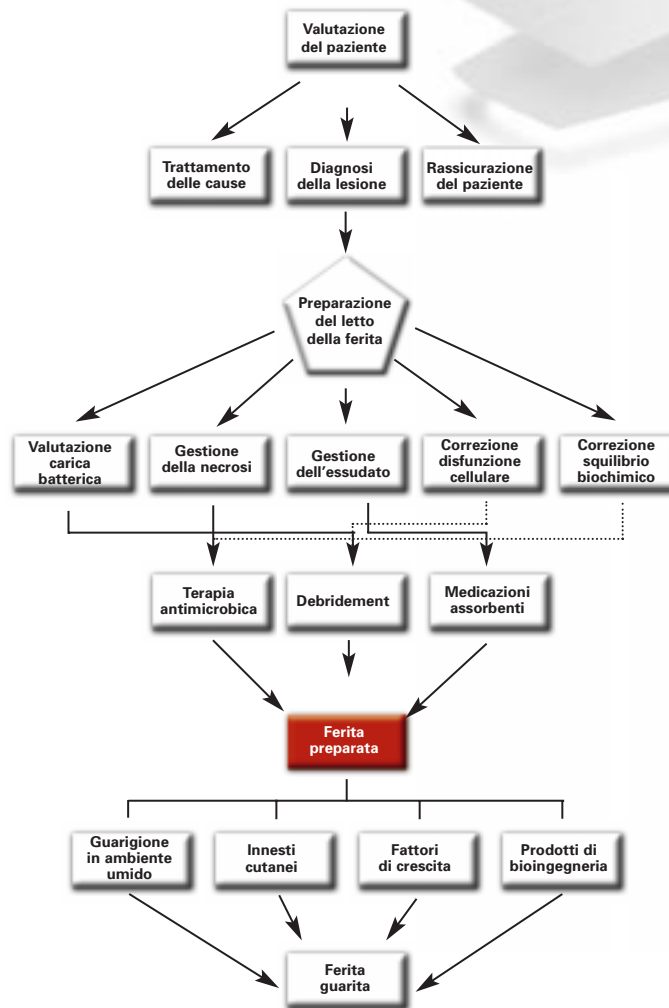 Valutazione
del paziente
Trattamento
delle cause
Diagnosi
della lesione
Rassicurazione
del paziente
Preparazione
del letto
della ferita
Valutazione
carica
batterica
Gestione
della necrosi
Gestione
dell'essudato
Correzione
disfunzione
cellulare
Correzione
squilibrio
biochimico
Terapia
antimicrobica
Debridement
Medicazioni
assorbenti
Ferita
preparata
Guarigione
in ambiente
umido
Innesti
cutanei
Fattori
di crescita
Prodotti di
bioingegneria
Ferita
guarita